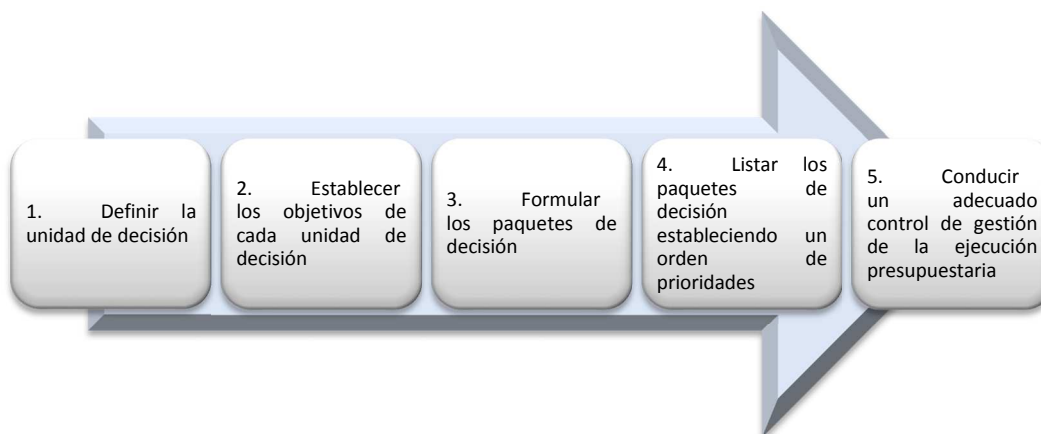 1. Definir la
unidad de decisión
2. Establecer
los objetivos de
cada unidad de
decisión
3. Formular
los paquetes de
decisión
4. Listar los
paquetes de
decisión
estableciendo un
orden de
prioridades
5. Conducir
un adecuado
control de gestión
de la ejecución
presupuestaria